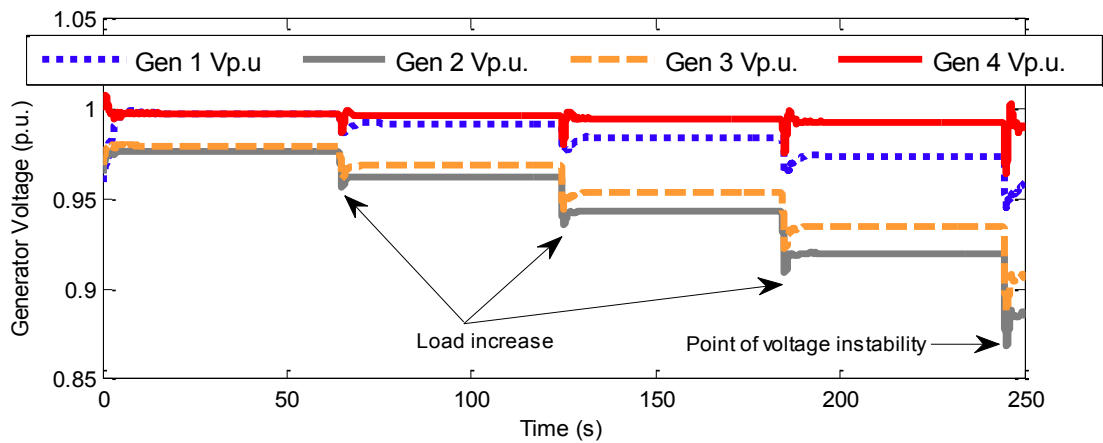 1.05
Gen 1 Vp.u Gen 2 Vp.u. Gen 3 Vp.u. Gen 4 Vp.u.
1
0.95
0.9
0.85
Generator Voltage (p.u.)
Load increase
Point of voltage instability
0 50 100 150 200 250
Time (s)